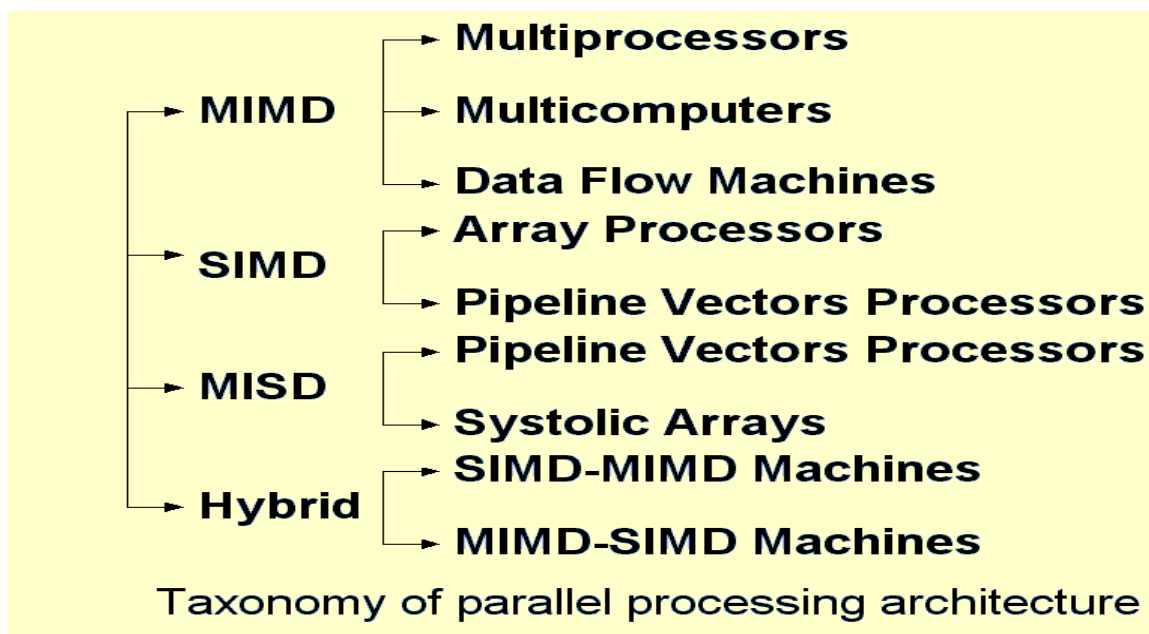 Multiprocessors
MIMD
Multicomputers
Data Flow Machines
Array Processors
SIMD
Pipeline Vectors Processors
Pipeline Vectors Processors
MISD
Systolic Arrays
SIMD-MIMD Machines
Hybrid
MIMD-SIMD Machines
Taxonomy of parallel processing architecture